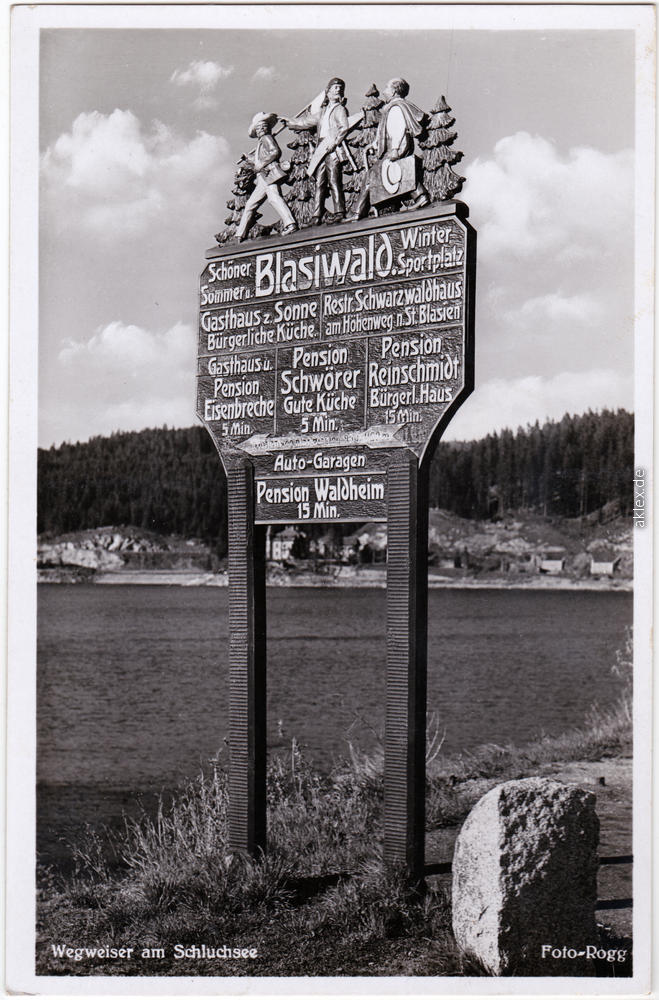 Schöner Blasiwald. Winter
Sommer u. u. Sportplatz
Gasthaus z. Sonne
Bürgerliche Küche.
Restr. Schwarzwaldhaus
am Höhenweg n. St. Blasien
Gasthaus u.
Pension
Eisenbreche
5 Min.
Pension
Schwörer
Gute Küche
5 Min.
Pension
Reinschmidt
Bürgerl. Haus
15 Min.
Auto-Garagen
Pension Waldheim
15 Min.
Wegweiser am Schluchsee
Foto-Rogg
aklex.de